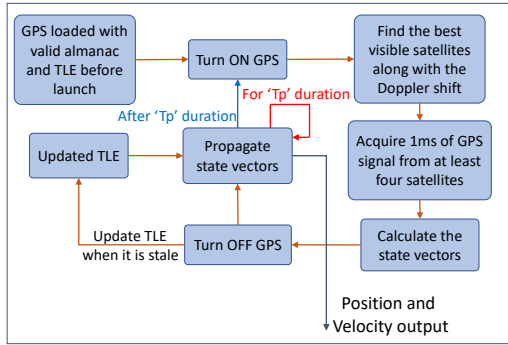 GPS loaded with
valid almanac
and TLE before
launch
Turn ON GPS
Find the best
visible satellites
along with the
Doppler shift
After ‘Tp’ duration
For ‘Tp’ duration
Updated TLE
Propagate
state vectors
Acquire 1ms of GPS
signal from at least
four satellites
Update TLE
when it is stale
Turn OFF GPS
Calculate the
state vectors
Position and
Velocity output